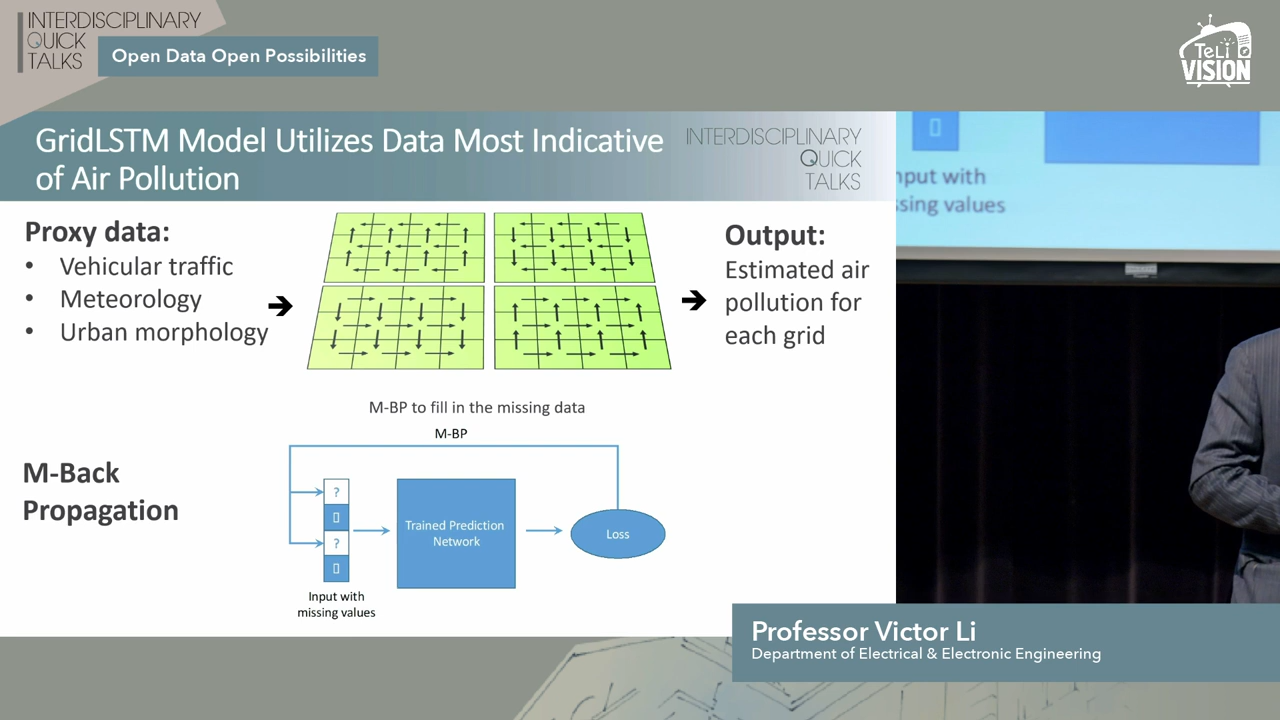 INTERDISCIPLINARY
QUICK
TALKS
Open Data Open Possibilities
TeLi
VISION
GridLSTM Model Utilizes Data Most Indicative
of Air Pollution
INTERDISCIPLINARY
QUICK
TALKS
Proxy data:
• Vehicular traffic
• Meteorology
• Urban morphology
Output:
Estimated air
pollution for
each grid
M-BP to fill in the missing data
M-BP
M-Back
Propagation
?
?
Trained Prediction
Network
Loss
Input with
missing values
nput with
ssing values
Professor Victor Li
Department of Electrical & Electronic Engineering